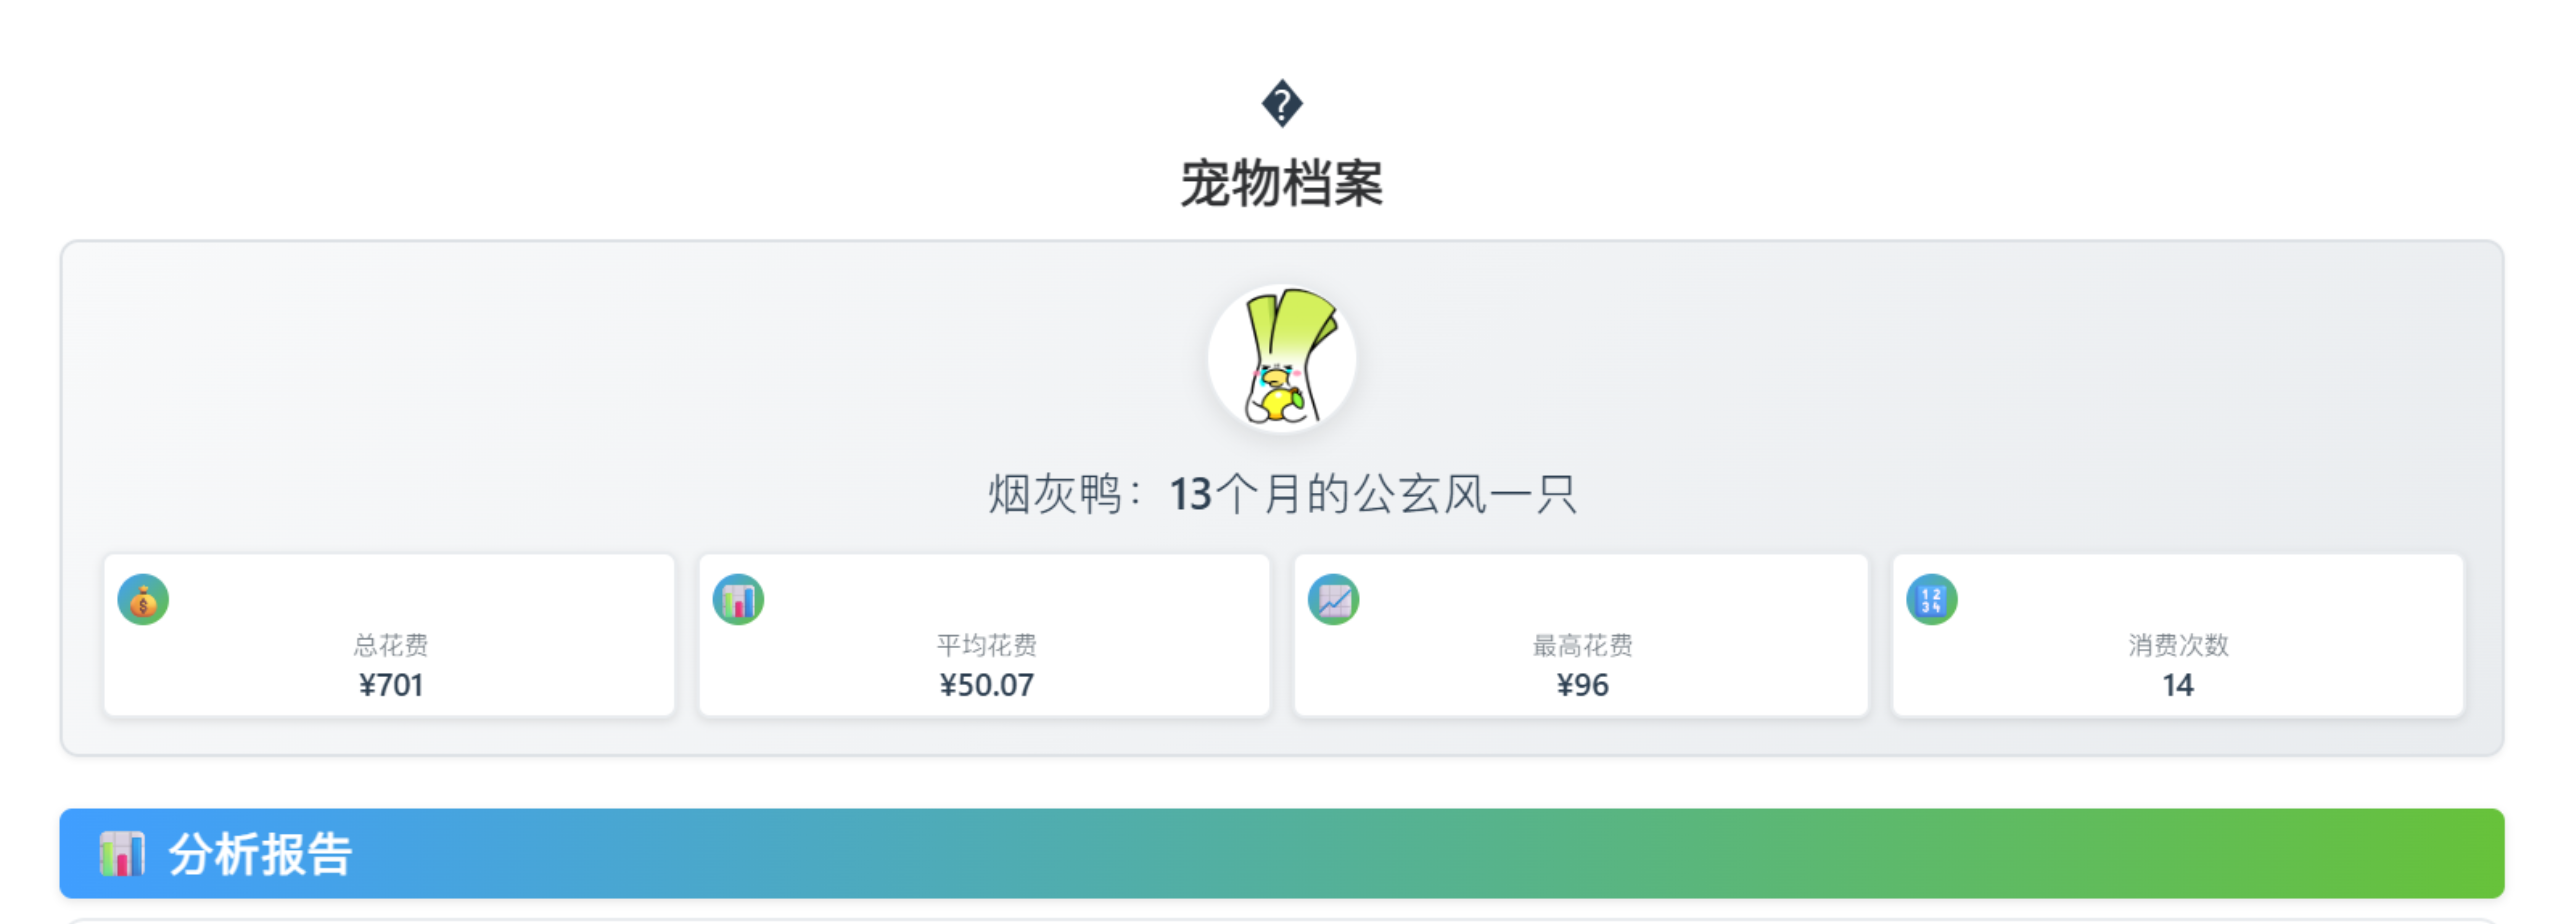 宠物档案
烟灰鸭：13个月的公玄风一只
总花费
¥701
平均花费
¥50.07
最高花费
¥96
消费次数
14
分析报告